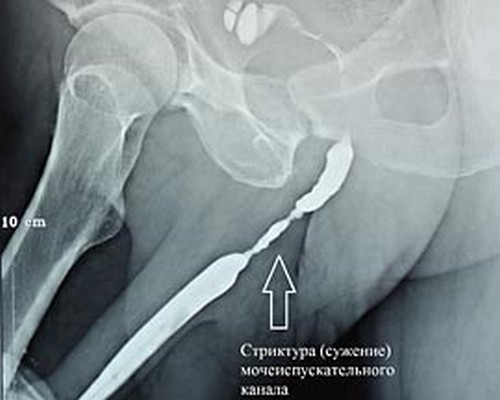 10 cm
Стриктура (сужение)
мочеиспускательного
канала